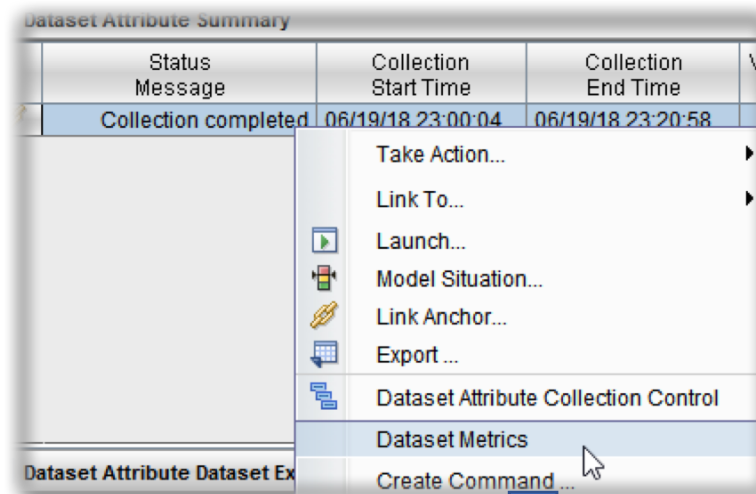 Dataset Attribute Summary
Status Message
Collection Start Time
Collection End Time
Collection completed 06/19/18 23:00:04 06/19/18 23:20:58
Take Action...
Link To...
Launch...
Model Situation...
Link Anchor...
Export ...
Dataset Attribute Collection Control
Dataset Metrics
Dataset Attribute Dataset Ex
Create Command ...